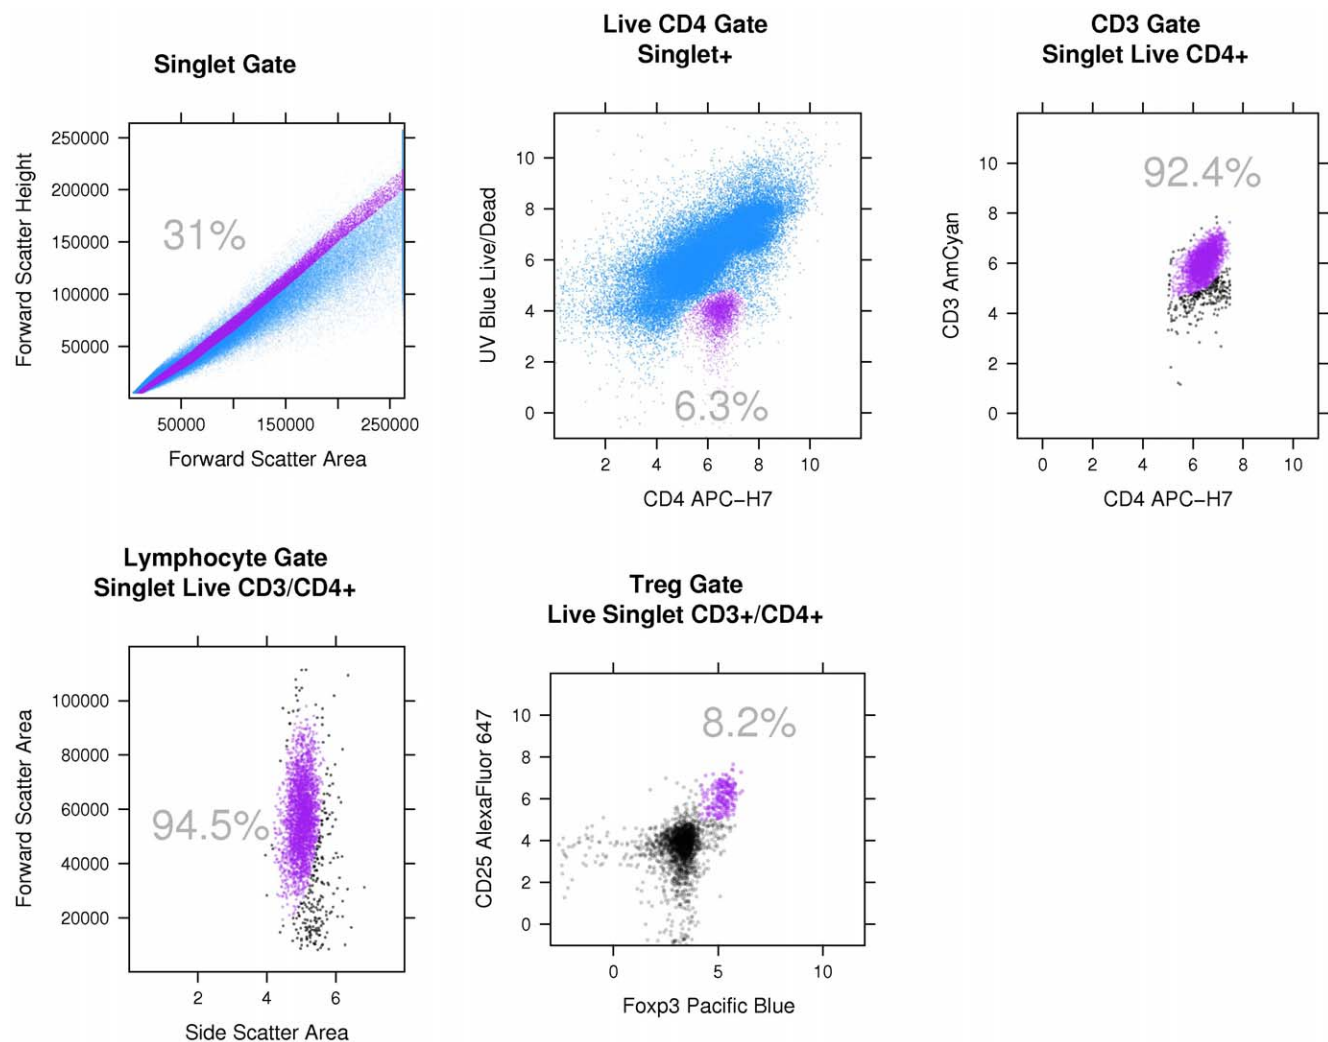 Singlet Gate
Forward Scatter Height
250000
200000
150000
100000
50000
31%
50000 150000 250000
Forward Scatter Area
Live CD4 Gate
Singlet+
UV Blue Live/Dead
10
8
6
4
2
0
6.3%
2 4 6 8 10
CD4 APC−H7
CD3 Gate
Singlet Live CD4+
CD3 AmCyan
10
8
6
4
2
0
92.4%
0 2 4 6 8 10
CD4 APC−H7
Lymphocyte Gate
Singlet Live CD3/CD4+
Forward Scatter Area
100000
80000
60000
40000
20000
94.5%
2 4 6
Side Scatter Area
Treg Gate
Live Singlet CD3+/CD4+
CD25 AlexaFluor 647
10
8
6
4
2
0
8.2%
0 5 10
Foxp3 Pacific Blue